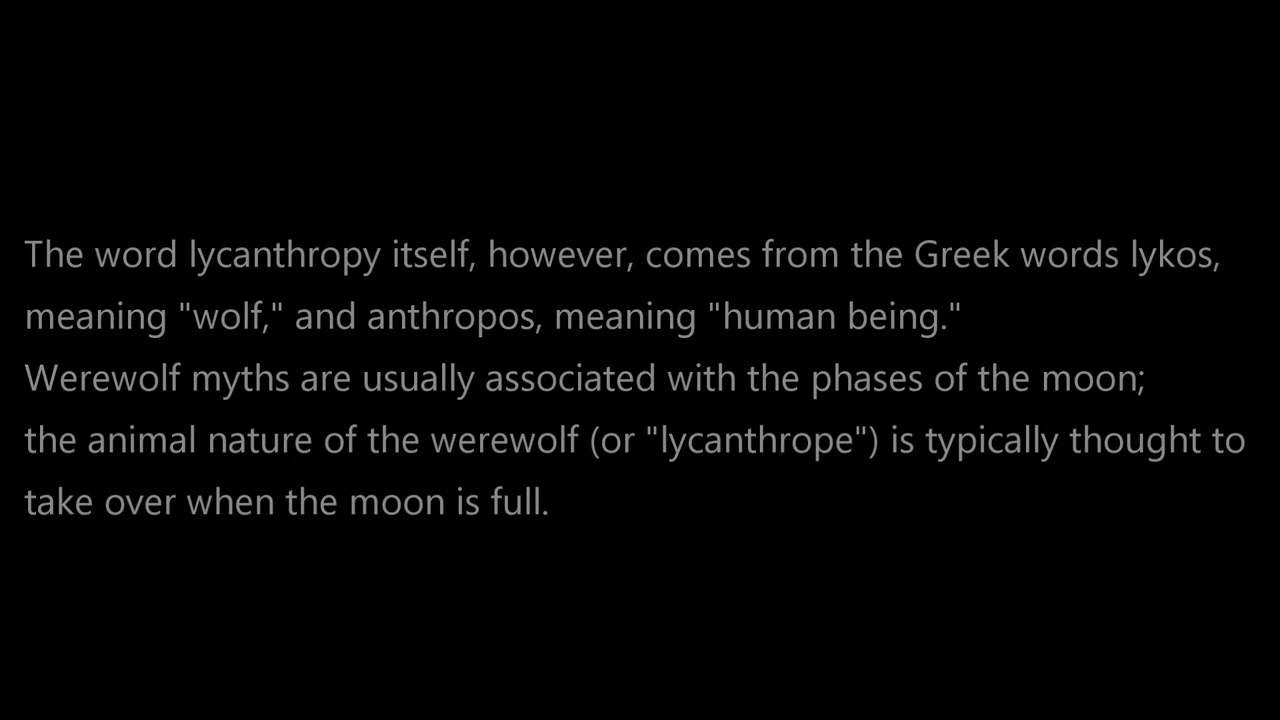 The word lycanthropy itself, however, comes from the Greek words lykos,
meaning "wolf," and anthropos, meaning "human being."
Werewolf myths are usually associated with the phases of the moon;
the animal nature of the werewolf (or "lycanthrope") is typically thought to
take over when the moon is full.